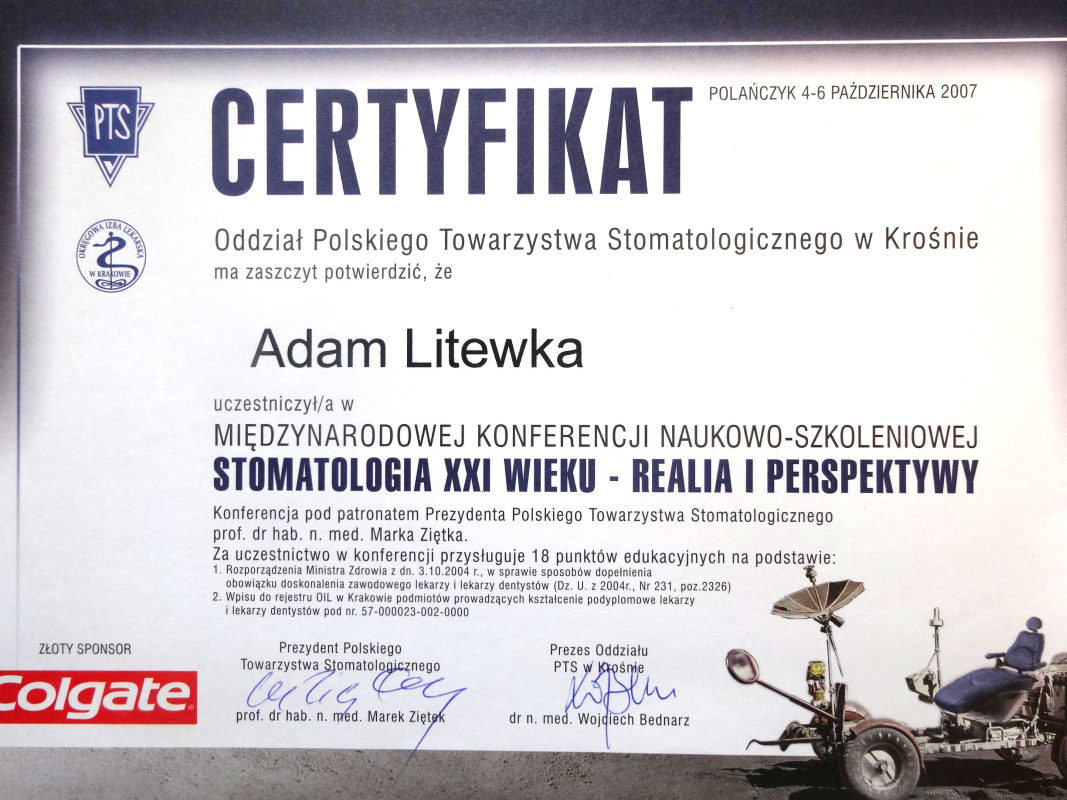 PTS
CERTYFIKAT
POLAŃCZYK 4-6 PAŹDZIERNIKA 2007
OKRĘGOWA IZBA LEKARSKA
W KRAKOWIE
Oddział Polskiego Towarzystwa Stomatologicznego w Krośnie
ma zaszczyt potwierdzić, że
Adam Litewka
uczestniczył/a w
MIĘDZYNARODOWEJ KONFERENCJI NAUKOWO-SZKOLENIOWEJ
STOMATOLOGIA XXI WIEKU - REALIA I PERSPEKTYWY
Konferencja pod patronatem Prezydenta Polskiego Towarzystwa Stomatologicznego
prof. dr hab. n. med. Marka Ziętka.
Za uczestnictwo w konferencji przysługuje 18 punktów edukacyjnych na podstawie:
1. Rozporządzenia Ministra Zdrowia z dn. 3.10.2004 r., w sprawie sposobów dopełnienia
obowiązku doskonalenia zawodowego lekarzy i lekarzy dentystów (Dz. U. z 2004r., Nr 231, poz.2326)
2. Wpisu do rejestru OIL w Krakowie podmiotów prowadzących kształcenie podyplomowe lekarzy
i lekarzy dentystów pod nr. 57-000023-002-0000
ZŁOTY SPONSOR
Colgate®
Prezydent Polskiego
Towarzystwa Stomatologicznego
prof. dr hab. n. med. Marek Ziętek
Prezes Oddziału
PTS w Krośnie
dr n. med. Wojciech Bednarz